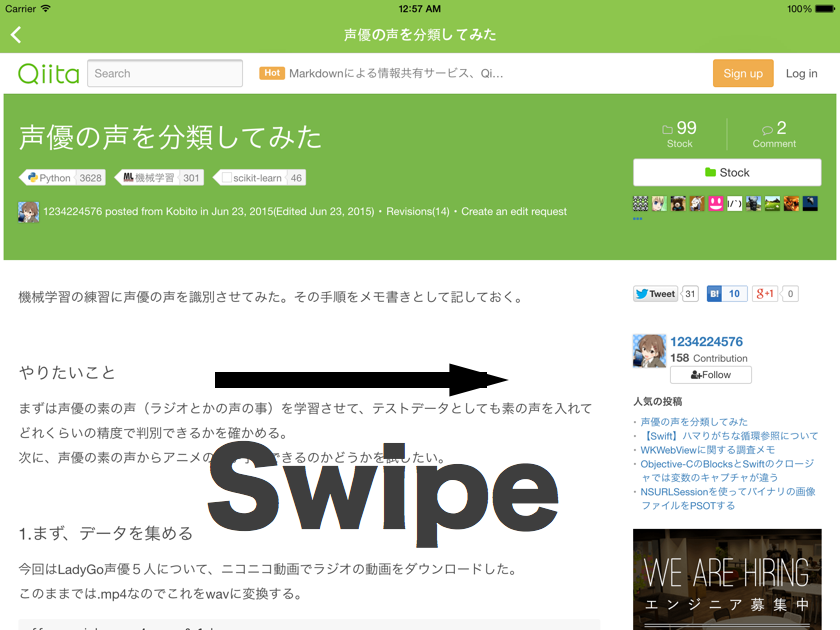 Carrier 12:57 AM 100%
声優の声を分類してみた
Qiita Search Hot Markdownによる情報共有サービス、Qi… Sign up Log in
声優の声を分類してみた
99 Stock 2 Comment
Python 3628 機械学習 301 scikit-learn 46
Stock
1234224576 posted from Kobito in Jun 23, 2015(Edited Jun 23, 2015) ・ Revisions(14) ・ Create an edit request
機械学習の練習に声優の声を識別させてみた。その手順をメモ書きとして記しておく。
やりたいこと
まずは声優の素の声（ラジオとかの声の事）を学習させて、テストデータとしても素の声を入れて
どれくらいの精度で判別できるかを確かめる。
次に、声優の素の声からアニメの できるのかどうかを試したい。
Swipe
1.まず、データを集める
今回はLadyGo声優５人について、ニコニコ動画でラジオの動画をダウンロードした。
このままでは.mp4なのでこれをwavに変換する。
Tweet 31 B! 10 g+1 0
1234224576
158 Contribution
Follow
人気の投稿
声優の声を分類してみた
【Swift】ハマりがちな循環参照について
WKWebViewに関する調査メモ
Objective-CのBlocksとSwiftのクロージ
ャでは変数のキャプチャが違う
NSURLSessionを使ってバイナリの画像
ファイルをPSOTする
WE ARE HIRING
エンジニア募集中